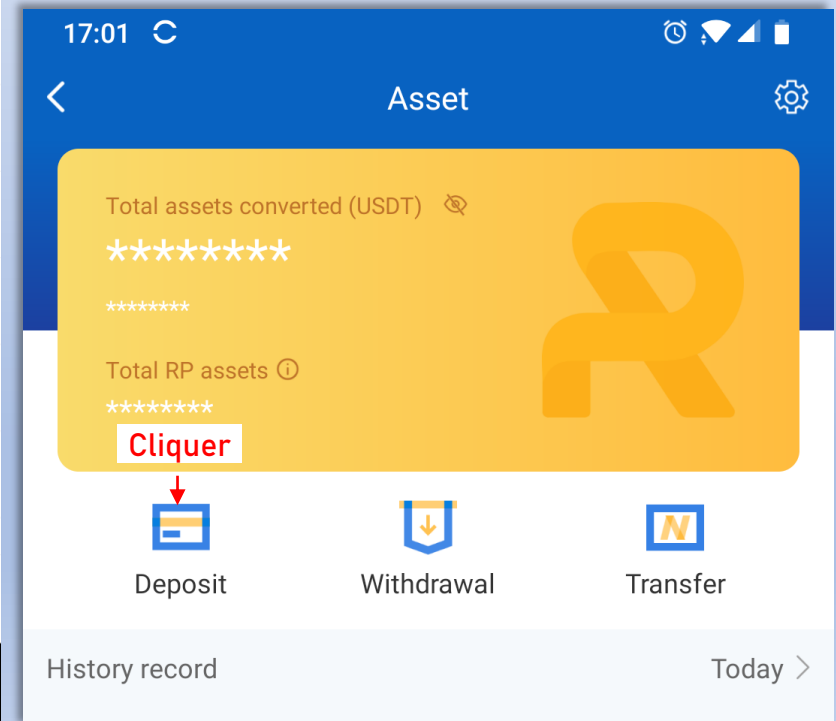 17:01
Asset
Total assets converted (USDT)
********
********
Total RP assets
********
Cliquer
Deposit
Withdrawal
Transfer
History record
Today